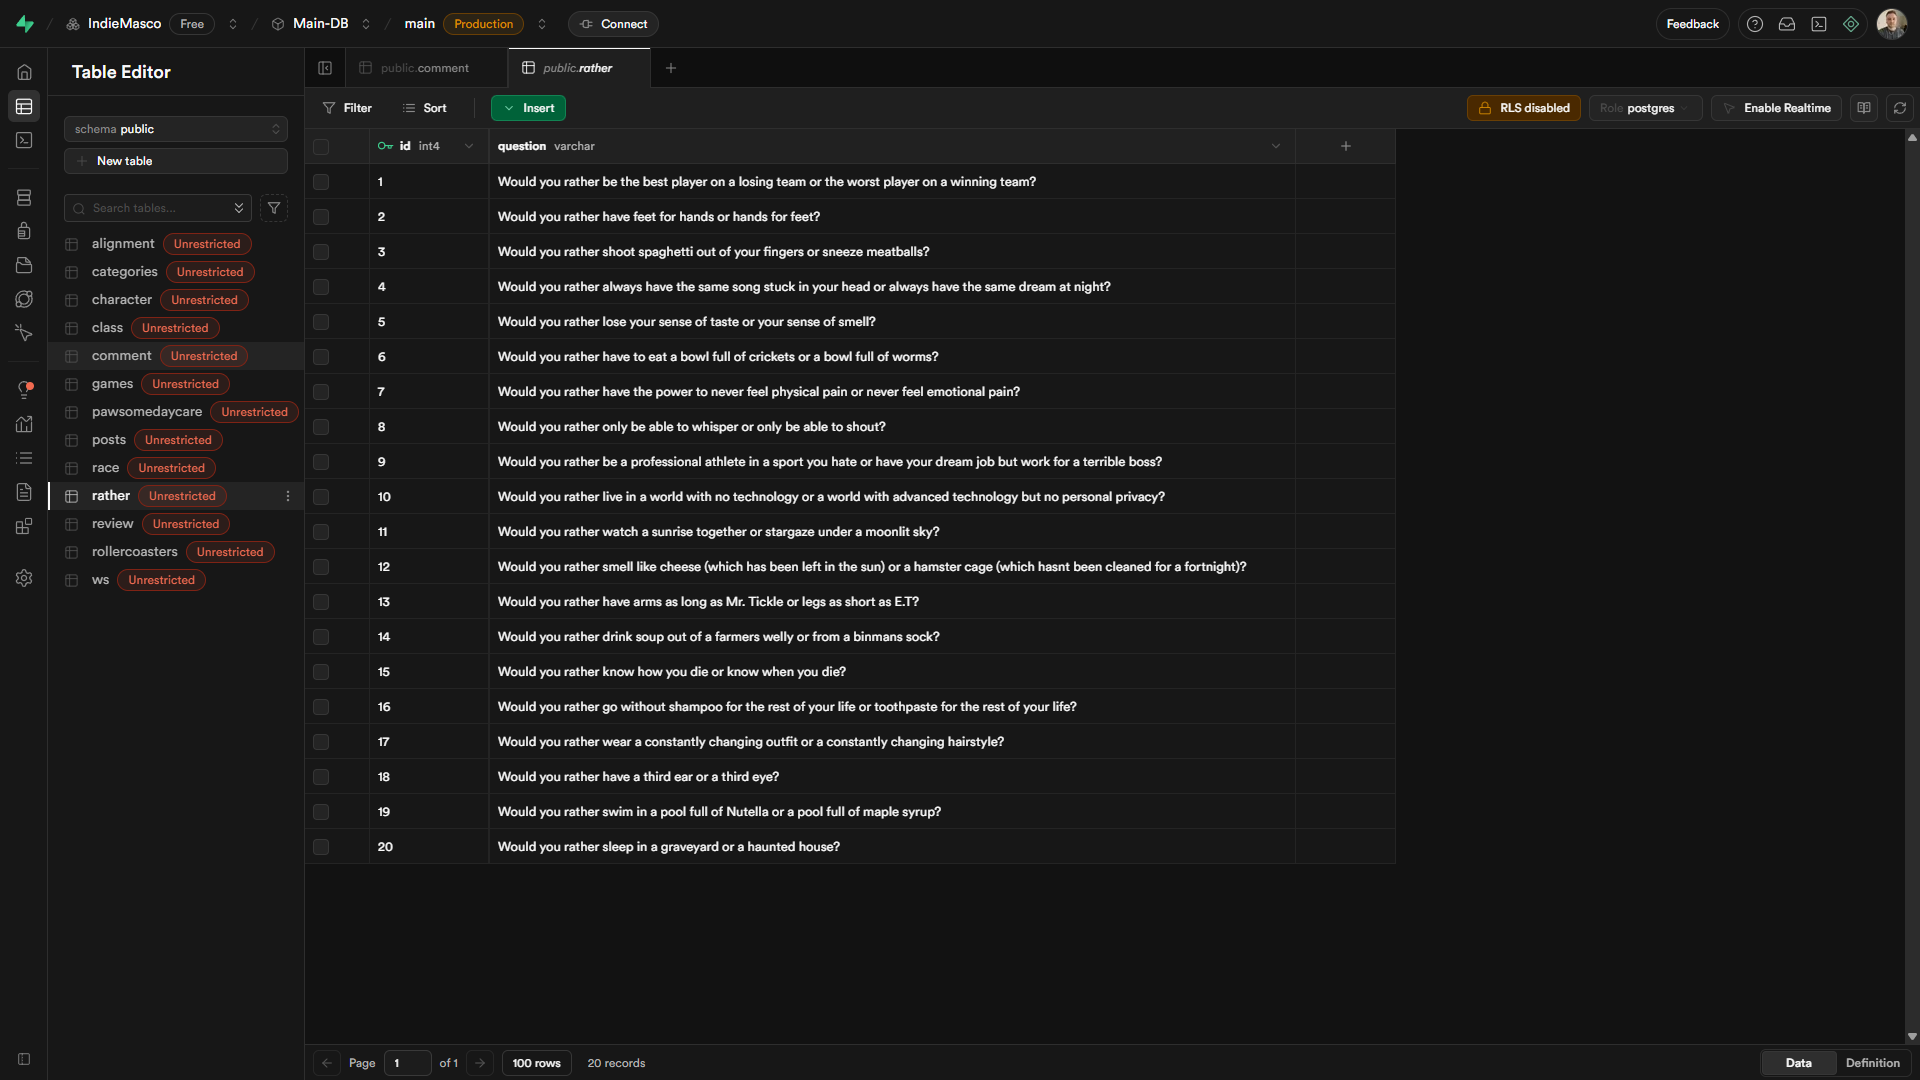 IndieMasco Free Main-DB main Production Connect Feedback
Table Editor
public.comment public.rather
Filter Sort Insert RLS disabled Role postgres Enable Realtime
schema public
New table
Search tables...
alignment Unrestricted
categories Unrestricted
character Unrestricted
class Unrestricted
comment Unrestricted
games Unrestricted
pawsomedaycare Unrestricted
posts Unrestricted
race Unrestricted
rather Unrestricted
review Unrestricted
rollercoasters Unrestricted
ws Unrestricted
id int4 question varchar
1 Would you rather be the best player on a losing team or the worst player on a winning team?
2 Would you rather have feet for hands or hands for feet?
3 Would you rather shoot spaghetti out of your fingers or sneeze meatballs?
4 Would you rather always have the same song stuck in your head or always have the same dream at night?
5 Would you rather lose your sense of taste or your sense of smell?
6 Would you rather have to eat a bowl full of crickets or a bowl full of worms?
7 Would you rather have the power to never feel physical pain or never feel emotional pain?
8 Would you rather only be able to whisper or only be able to shout?
9 Would you rather be a professional athlete in a sport you hate or have your dream job but work for a terrible boss?
10 Would you rather live in a world with no technology or a world with advanced technology but no personal privacy?
11 Would you rather watch a sunrise together or stargaze under a moonlit sky?
12 Would you rather smell like cheese (which has been left in the sun) or a hamster cage (which hasnt been cleaned for a fortnight)?
13 Would you rather have arms as long as Mr. Tickle or legs as short as E.T?
14 Would you rather drink soup out of a farmers welly or from a binmans sock?
15 Would you rather know how you die or know when you die?
16 Would you rather go without shampoo for the rest of your life or toothpaste for the rest of your life?
17 Would you rather wear a constantly changing outfit or a constantly changing hairstyle?
18 Would you rather have a third ear or a third eye?
19 Would you rather swim in a pool full of Nutella or a pool full of maple syrup?
20 Would you rather sleep in a graveyard or a haunted house?
Page 1 of 1 100 rows 20 records Data Definition